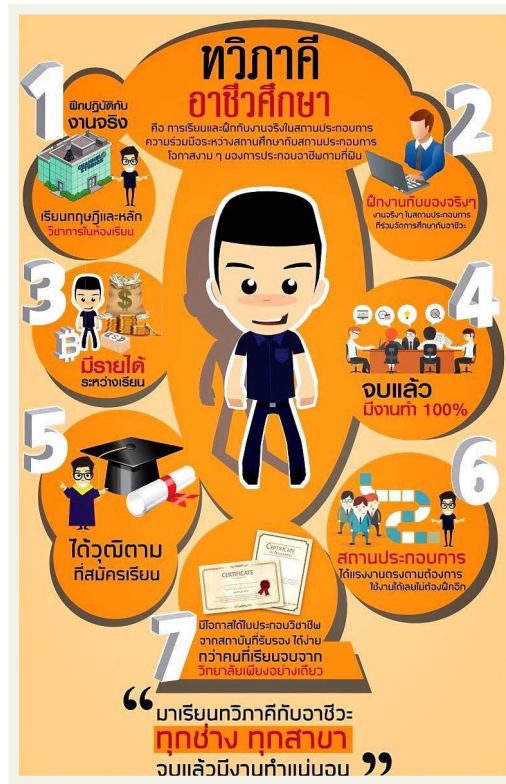 ทวิภาคี
อาชีวศึกษา
คือ การเรียนและฝึกกับงานจริงในสถานประกอบการ
ความร่วมมือระหว่างสถานศึกษากับสถานประกอบการ
โอกาสงาม ๆ ของการประกอบอาชีพตามที่ฝัน
1
ฝึกปฏิบัติกับ
งานจริง
เรียนทฤษฎีและหลัก
วิชาการในห้องเรียน
2
ฝึกงานกับของจริงๆ
งานจริงๆ ในสถานประกอบการ
ที่ร่วมจัดการศึกษากับอาชีวะ
3
มีรายได้
ระหว่างเรียน
4
จบแล้ว
มีงานทำ 100%
5
ได้วุฒิตาม
ที่สมัครเรียน
6
สถานประกอบการ
ได้แรงงานตรงตามต้องการ
ใช้งานได้เลยไม่ต้องฝึกอีก
CERTIFICATE
CERTIFICATE
7
มีโอกาสได้ใบประกอบวิชาชีพ
จากสถาบันที่รับรอง ได้ง่าย
กว่าคนที่เรียนจบจาก
วิทยาลัยเพียงอย่างเดียว
“ มาเรียนทวิภาคีกับอาชีวะ
ทุกช่าง ทุกสาขา
จบแล้วมีงานทำแน่นอน ”